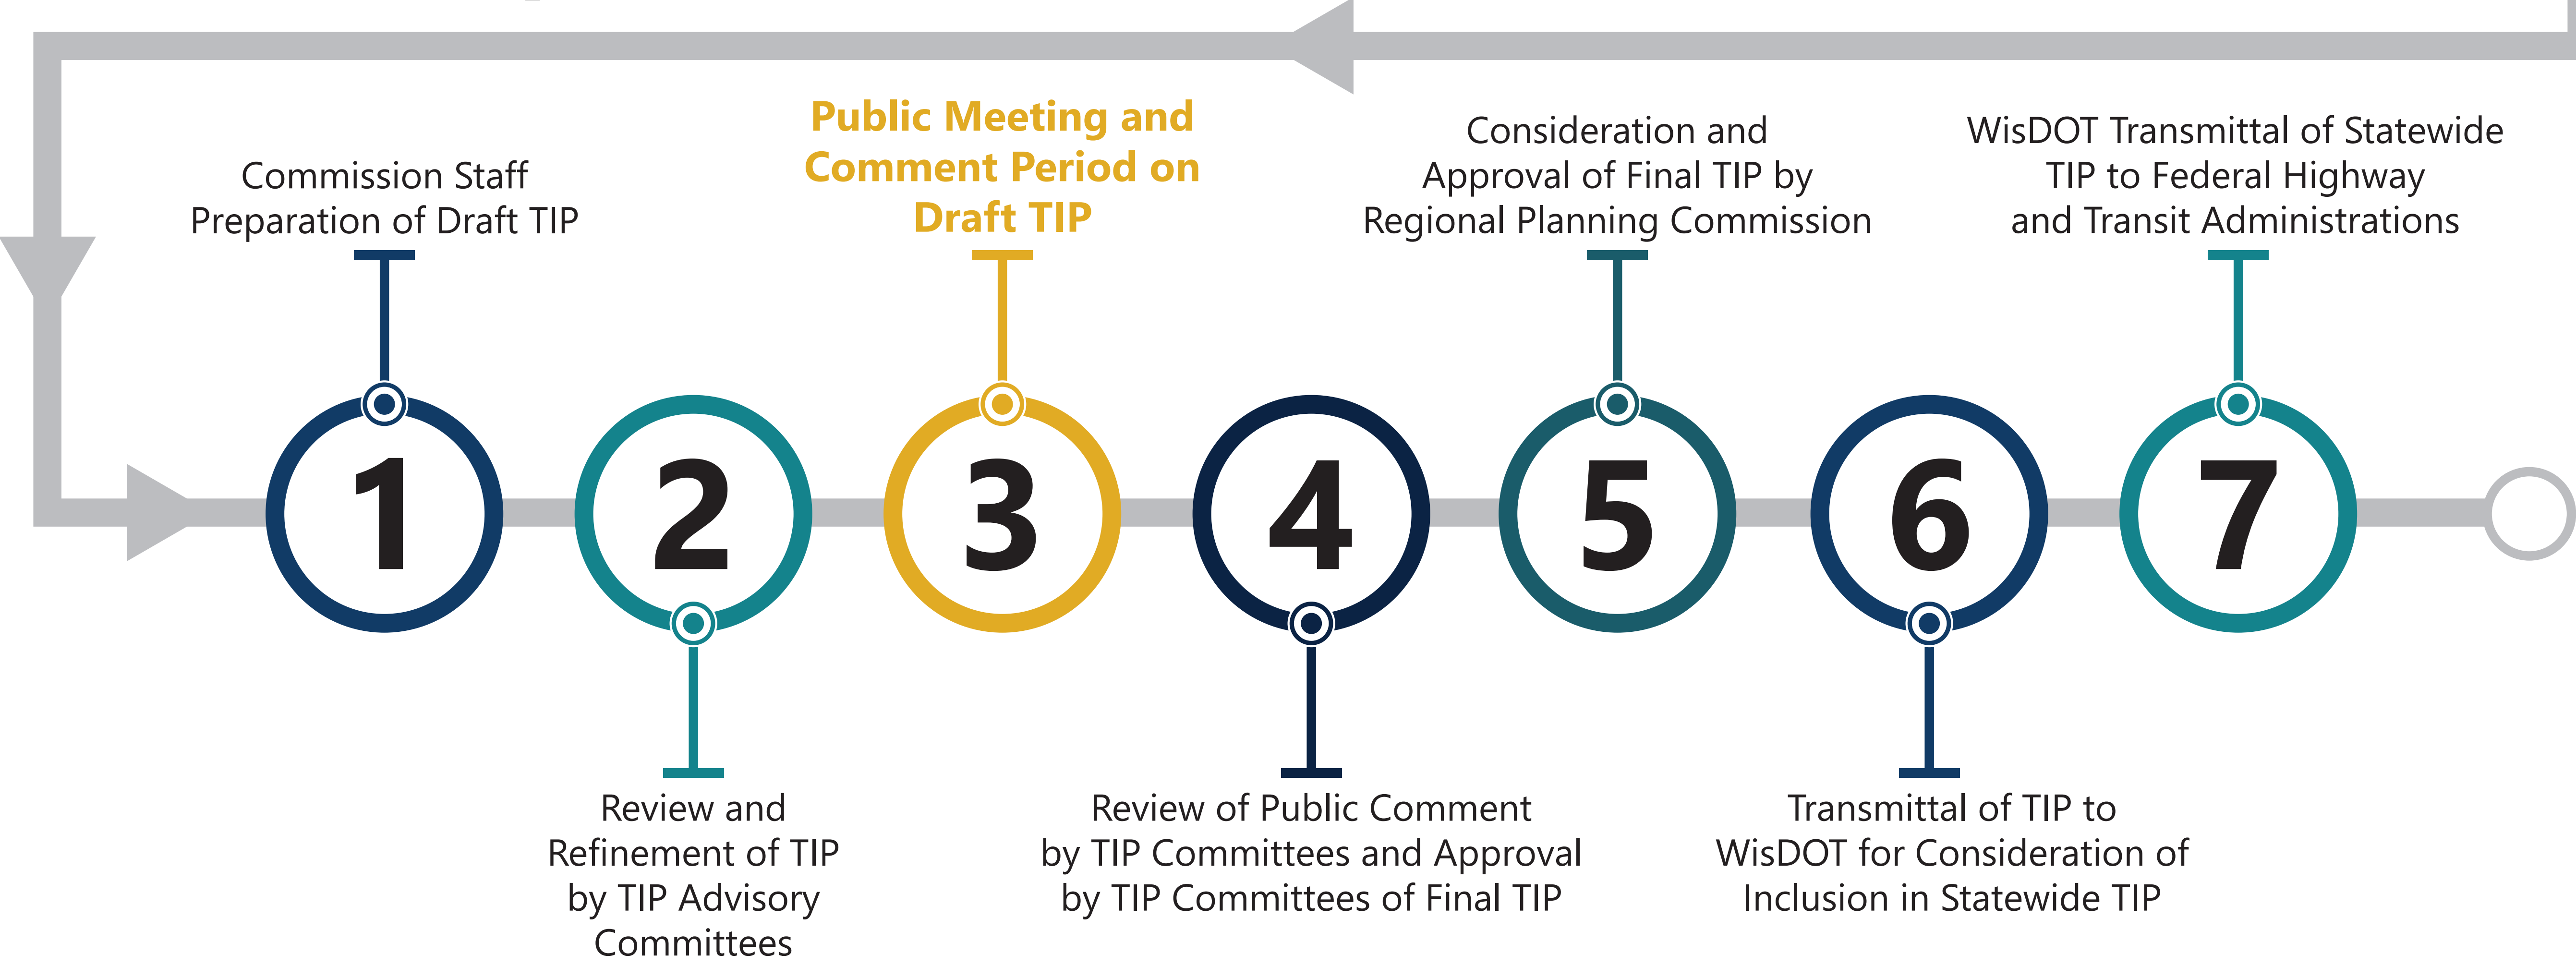 Commission Staff
Preparation of Draft TIP
Public Meeting and
Comment Period on
Draft TIP
Consideration and
Approval of Final TIP by
Regional Planning Commission
WisDOT Transmittal of Statewide
TIP to Federal Highway
and Transit Administrations
1
2
3
4
5
6
7
Review and
Refinement of TIP
by TIP Advisory
Committees
Review of Public Comment
by TIP Committees and Approval
by TIP Committees of Final TIP
Transmittal of TIP to
WisDOT for Consideration of
Inclusion in Statewide TIP